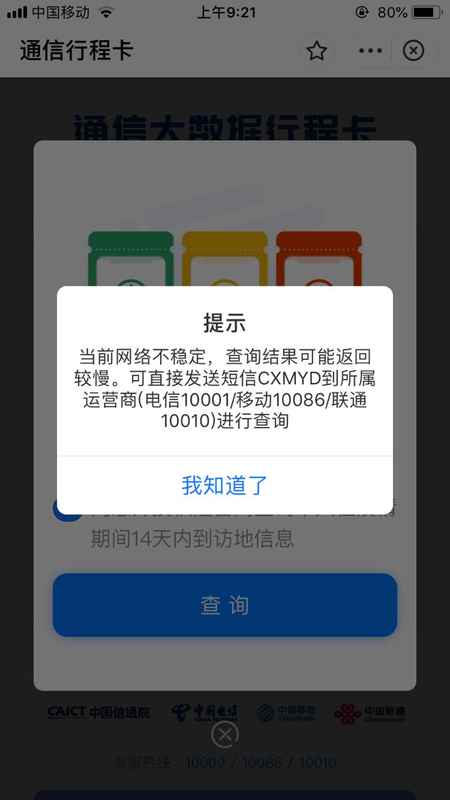 中国移动
上午9:21
80%
通信行程卡
通信大数据行程卡
提示
当前网络不稳定，查询结果可能返回
较慢。可直接发送短信CXMYD到所属
运营商(电信10001/移动10086/联通
10010)进行查询
我知道了
期间14天内到访地信息
查 询
CAICT 中国信通院
中国电信
中国移动
中国联通
10000 / 10086 / 10010